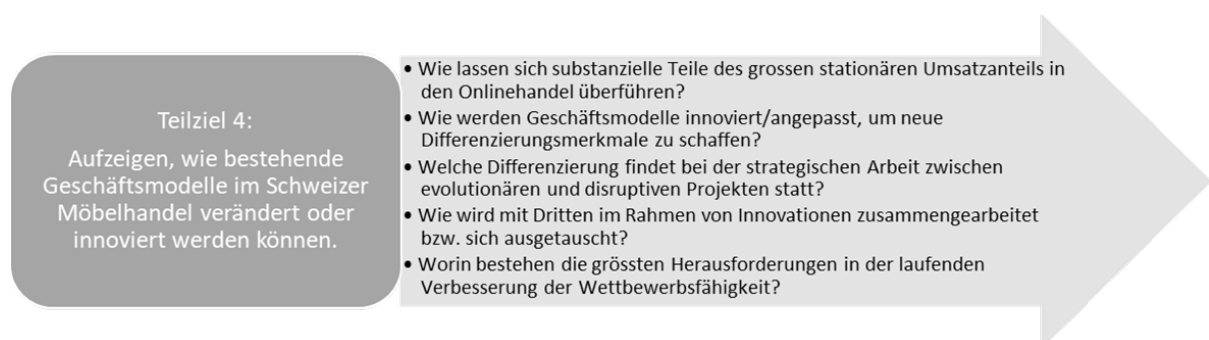 Teilziel 4:
Aufzeigen, wie bestehende
Geschäftsmodelle im Schweizer
Möbelhandel verändert oder
innoviert werden können.
• Wie lassen sich substanzielle Teile des grossen stationären Umsatzanteils in
den Onlinehandel überführen?
• Wie werden Geschäftsmodelle innoviert/angepasst, um neue
Differenzierungsmerkmale zu schaffen?
• Welche Differenzierung findet bei der strategischen Arbeit zwischen
evolutionären und disruptiven Projekten statt?
• Wie wird mit Dritten im Rahmen von Innovationen zusammengearbeitet
bzw. sich ausgetauscht?
• Worin bestehen die grössten Herausforderungen in der laufenden
Verbesserung der Wettbewerbsfähigkeit?